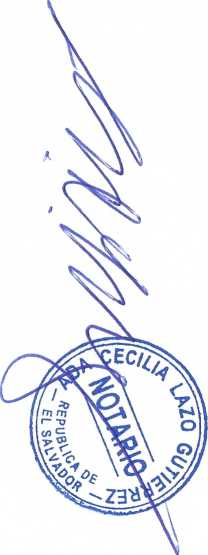 ADA CECILIA LAZO GUTIERREZ
NOTARIO
REPUBLICA DE
EL SALVADOR